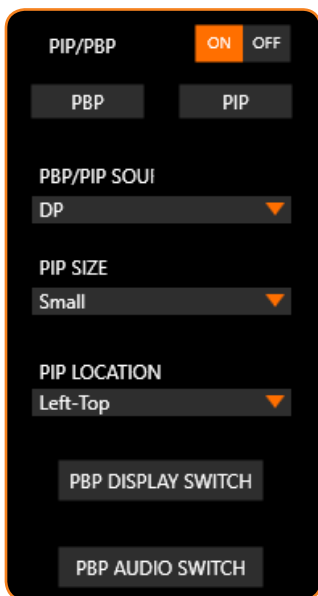 PIP/PBP ON OFF
PBP PIP
PBP/PIP SOUI
DP
PIP SIZE
Small
PIP LOCATION
Left-Top
PBP DISPLAY SWITCH
PBP AUDIO SWITCH